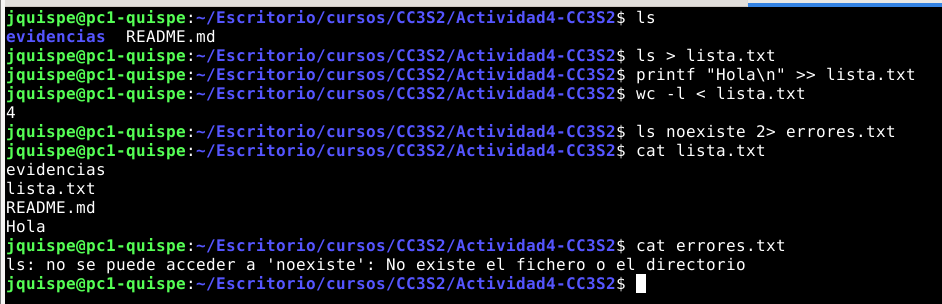 jquispe@pc1-quispe:~/Escritorio/cursos/CC3S2/Actividad4-CC3S2$ ls
evidencias  README.md
jquispe@pc1-quispe:~/Escritorio/cursos/CC3S2/Actividad4-CC3S2$ ls > lista.txt
jquispe@pc1-quispe:~/Escritorio/cursos/CC3S2/Actividad4-CC3S2$ printf "Hola\n" >> lista.txt
jquispe@pc1-quispe:~/Escritorio/cursos/CC3S2/Actividad4-CC3S2$ wc -l < lista.txt
4
jquispe@pc1-quispe:~/Escritorio/cursos/CC3S2/Actividad4-CC3S2$ ls noexiste 2> errores.txt
jquispe@pc1-quispe:~/Escritorio/cursos/CC3S2/Actividad4-CC3S2$ cat lista.txt
evidencias
lista.txt
README.md
Hola
jquispe@pc1-quispe:~/Escritorio/cursos/CC3S2/Actividad4-CC3S2$ cat errores.txt
ls: no se puede acceder a 'noexiste': No existe el fichero o el directorio
jquispe@pc1-quispe:~/Escritorio/cursos/CC3S2/Actividad4-CC3S2$